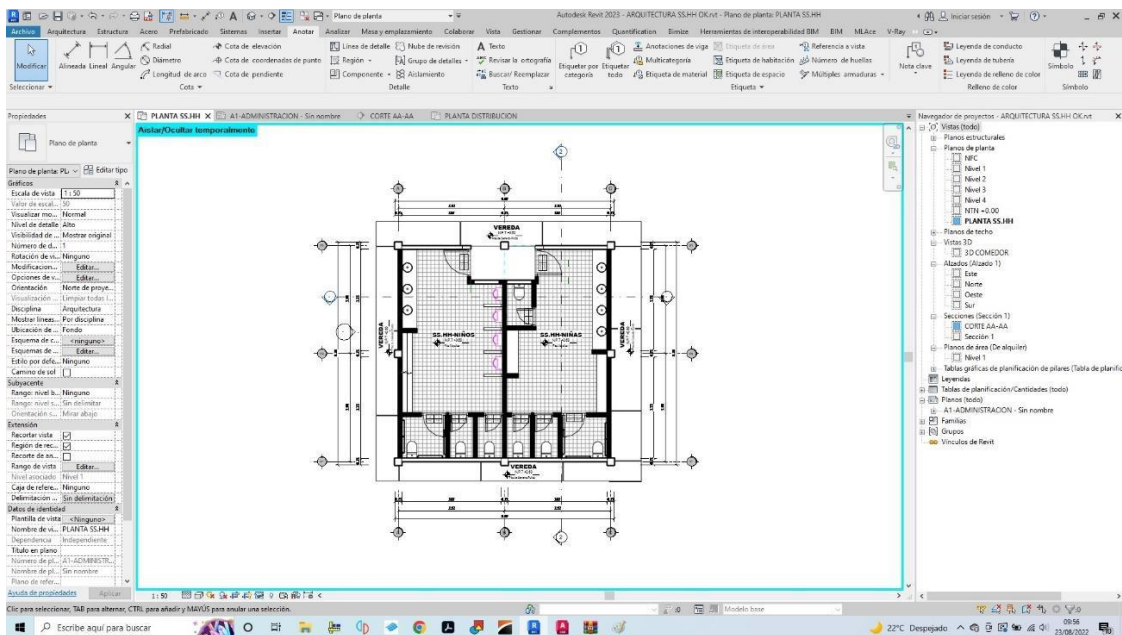 Plano de planta
Autodesk Revit 2023 - ARQUITECTURA SS.HH OK.rvt - Plano de planta: PLANTA SS.HH
Iniciar sesión
Archivo Arquitectura Estructura Acero Prefabricado Sistemas Insertar Anotar Analizar Masa y emplazamiento Colaborar Vista Gestionar Complementos Quantification Bimize Herramientas de interoperabilidad BIM BIM MLAce V-Ray
Modificar
Alineada Lineal Angular
Radial
Diámetro
Longitud de arco
Cota de elevación
Cota de coordenadas de punto
Cota de pendiente
Línea de detalle
Región
Componente
Nube de revisión
Grupo de detalles
Aislamiento
A Texto
Revisar la ortografía
Buscar/ Reemplazar
Etiquetar por categoría
Etiquetar todo
Anotaciones de viga
Multicategoría
Etiqueta de material
Etiqueta de área
Etiqueta de habitación
Etiqueta de espacio
Referencia a vista
Número de huellas
Múltiples armaduras
Nota clave
Leyenda de conducto
Leyenda de tubería
Leyenda de relleno de color
Símbolo
Seleccionar
Cota
Detalle
Texto
Etiqueta
Relleno de color
Símbolo
Propiedades
PLANTA SS.HH
A1-ADMINISTRACION - Sin nombre
CORTE AA-AA
PLANTA DISTRIBUCION
Navegador de proyectos - ARQUITECTURA SS.HH OK.rvt
Plano de planta
Plano de planta: PL
Editar tipo
Gráficos
Escala de vista 1 : 50
Valor de escal... 50
Visualizar mo... Normal
Nivel de detalle Alto
Visibilidad de ... Mostrar original
Número de d... 1
Rotación de vi... Ninguno
Modificacion... Editar...
Opciones de v... Editar...
Orientación Norte de proye...
Visualización ... Limpiar todas l...
Disciplina Arquitectura
Mostrar líneas... Por disciplina
Ubicación de ... Fondo
Esquema de c... <ninguno>
Esquemas de ... Editar...
Estilo por defe... Ninguno
Camino de sol
Subyacente
Rango: nivel b... Ninguno
Rango: nivel s... Sin delimitar
Orientación s... Mirar abajo
Extensión
Recortar vista
Región de rec...
Recorte de an...
Rango de vista Editar...
Nivel asociado Nivel 1
Caja de refere... Ninguno
Delimitación ... Sin delimitación
Datos de identidad
Plantilla de vista <Ninguno>
Nombre de vi... PLANTA SS.HH
Dependencia Independiente
Título en plano
Número de pl... A1-ADMINISTR...
Nombre de pl... Sin nombre
Plano de refer...
Ayuda de propiedades Aplicar
Aislar/Ocultar temporalmente
2
VEREDA
VEREDA
SS.HH-NIÑOS
SS.HH-NIÑAS
VEREDA
VEREDA
2
Vistas (todo)
Planos estructurales
Planos de planta
NFC
Nivel 1
Nivel 2
Nivel 3
Nivel 4
NTN +0.00
PLANTA SS.HH
Planos de techo
Vistas 3D
3D COMEDOR
Alzados (Alzado 1)
Este
Norte
Oeste
Sur
Secciones (Sección 1)
CORTE AA-AA
Sección 1
Planos de área (De alquiler)
Nivel 1
Tablas gráficas de planificación de pilares (Tabla de planific
Leyendas
Tablas de planificación/Cantidades (todo)
Planos (todo)
A1-ADMINISTRACION - Sin nombre
Familias
Grupos
Vínculos de Revit
1 : 50
Clic para seleccionar, TAB para alternar, CTRL para añadir y MAYÚS para anular una selección.
:0
Modelo base
Escribe aquí para buscar
22°C Despejado
09:56
23/08/2022